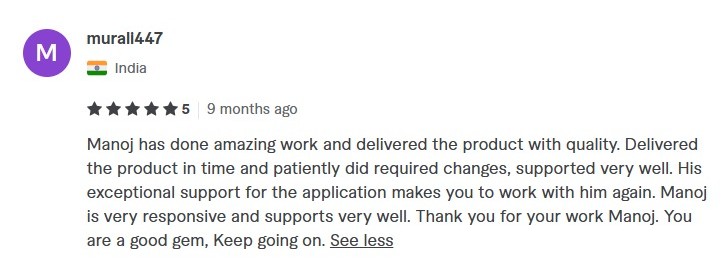 M
murali447
India
★★★★★ 5 | 9 months ago
Manoj has done amazing work and delivered the product with quality. Delivered
the product in time and patiently did required changes, supported very well. His
exceptional support for the application makes you to work with him again. Manoj
is very responsive and supports very well. Thank you for your work Manoj. You
are a good gem, Keep going on. See less